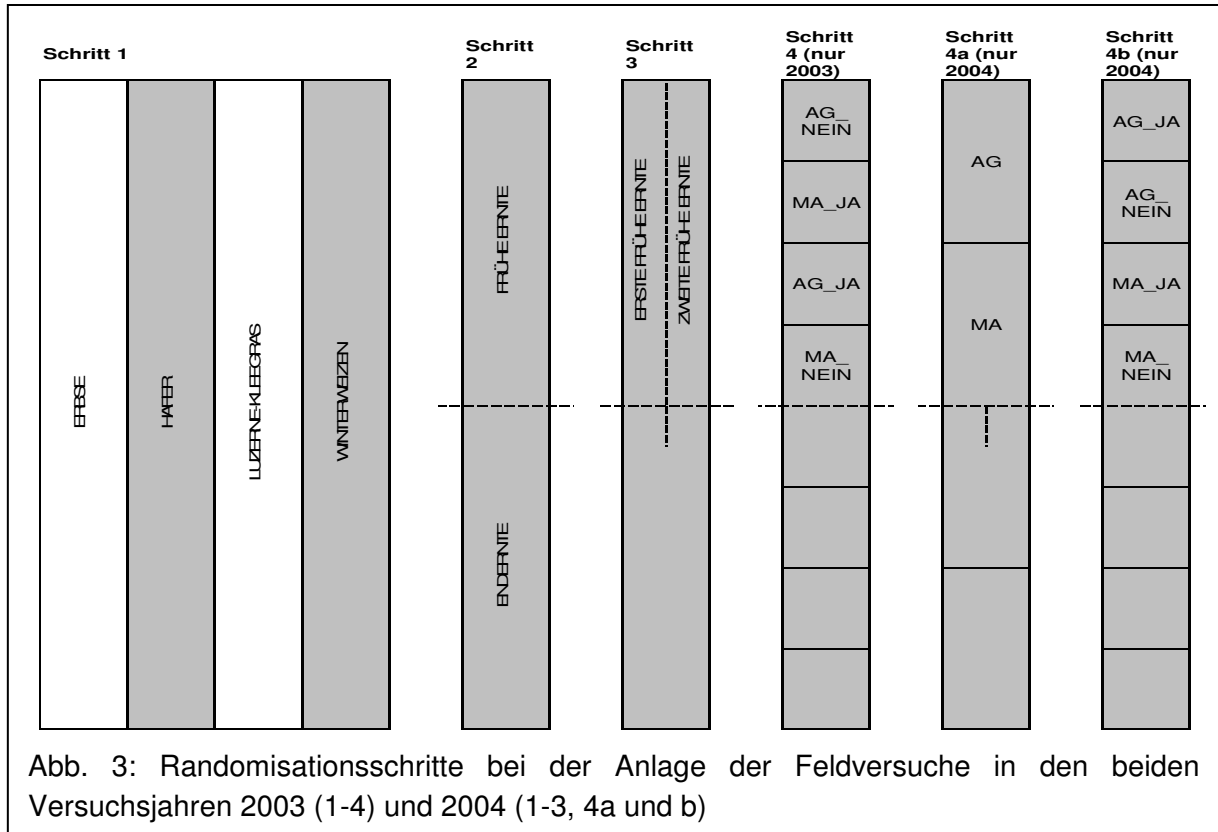 Schritt 1
ERBSE
HAFER
LUZERNE-KLEEGRAS
WINTERWEIZEN
Schritt
2
FRÜHE ERNTE
ENDERNTE
Schritt
3
ERSTE FRÜHE ERNTE
ZWEITE FRÜHE ERNTE
Schritt
4 (nur
2003)
AG_
NEIN
MA_JA
AG_JA
MA_
NEIN
Schritt
4a (nur
2004)
AG
MA
Schritt
4b (nur
2004)
AG_JA
AG_
NEIN
MA_JA
MA_
NEIN
Abb. 3: Randomisationsschritte bei der Anlage der Feldversuche in den beiden
Versuchsjahren 2003 (1-4) und 2004 (1-3, 4a und b)